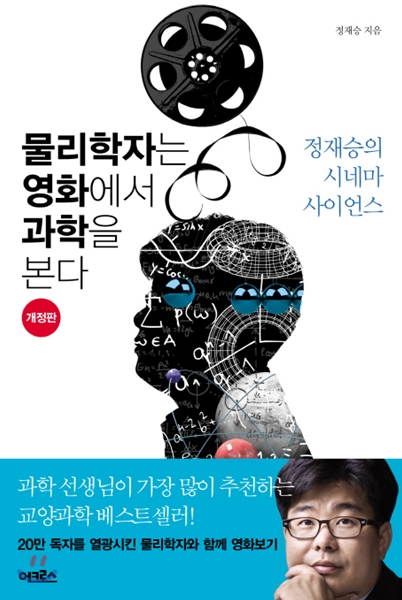 정재승 지음
물리학자는
영화에서
과학을
본다
개정판
정재승의
시네마
사이언스
y=sinx
y=cosx
p(ω)
w∈A
과학 선생님이 가장 많이 추천하는
교양과학 베스트셀러!
20만 독자를 열광시킨 물리학자와 함께 영화보기
어크로스